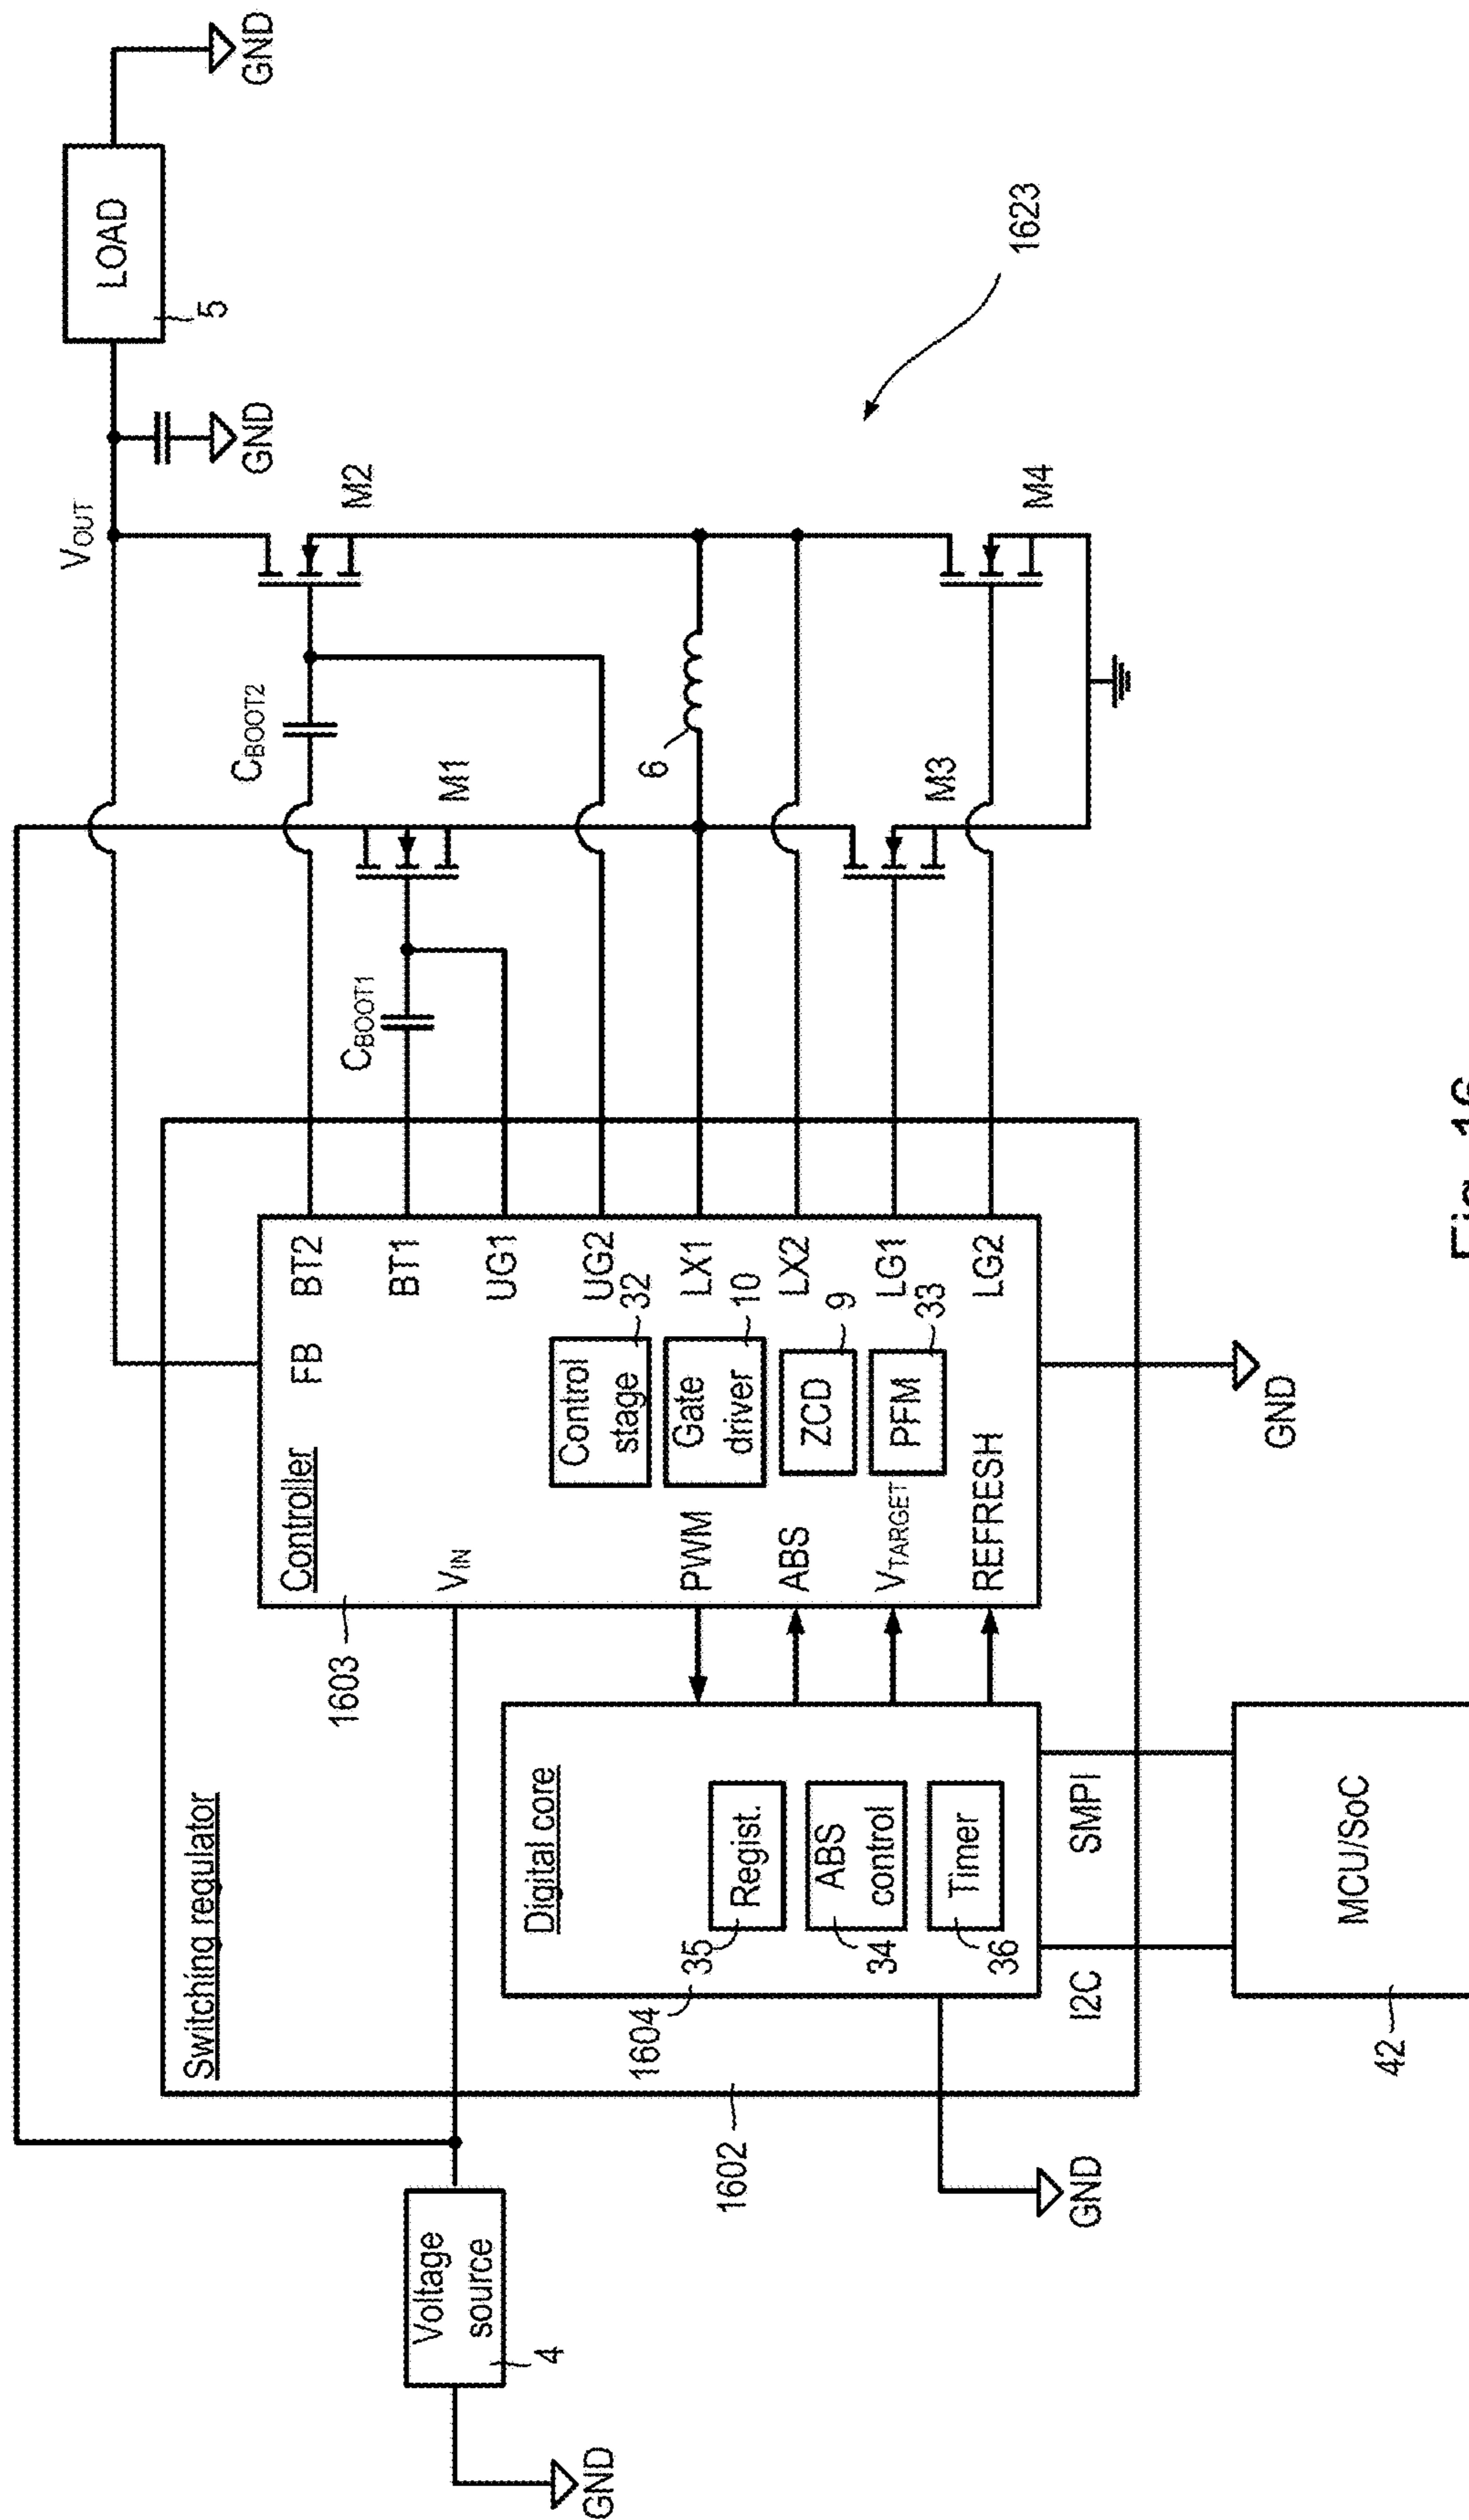 GND
LOAD
5
GND
VOUT
M2
CBOOT2
M1
CBOOT1
6
M3
M4
1623
Switching regulator
1602
Controller
1603
FB
VIN
BT2
BT1
UG1
UG2
LX1
LX2
LG1
LG2
Control
stage
32
Gate
driver
10
ZCD
9
PFM
33
PWM
ABS
VTARGET
REFRESH
GND
Digital core
1604
Regist.
35
ABS
control
34
Timer
36
I2C
SMPI
MCU/SoC
42
Voltage
source
4
GND
GND